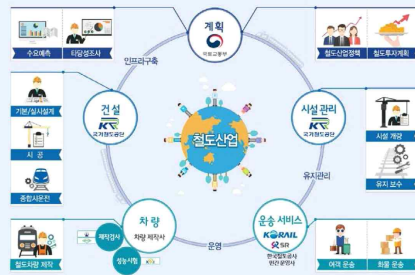 계획
국토교통부
수요예측
타당성조사
철도산업정책
철도투자계획
인프라구축
건설
KR
국가철도공단
시설관리
KR
국가철도공단
기본/실시설계
시 공
종합시운전
시설 개량
유지 보수
철도산업
유지관리
차량
차량 제작사
제작검사
성능시험
철도차량 제작
운영
운송 서비스
KORAIL
SR
한국철도공사
민간운영사
여객 운송
화물 운송